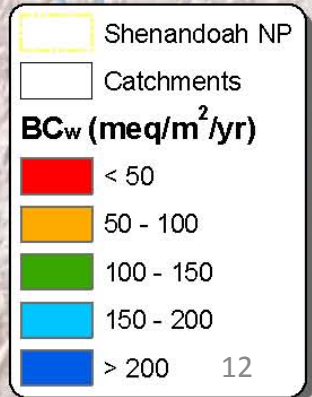 Shenandoah NP
Catchments
BCw (meq/m²/yr)
< 50
50 - 100
100 - 150
150 - 200
> 200 12